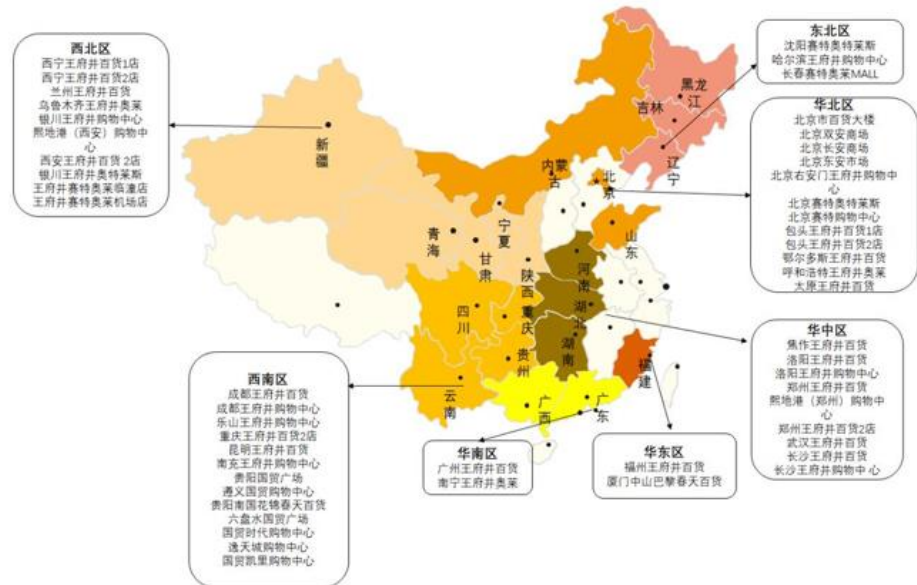 西北区
西宁王府井百货1店
西宁王府井百货2店
兰州王府井百货
乌鲁木齐王府井奥莱
银川王府井购物中心
熙地港（西安）购物中
心
西安王府井百货2店
银川王府井奥特莱斯
王府井赛特奥莱临潼店
王府井赛特奥莱机场店
东北区
沈阳赛特奥特莱斯
哈尔滨王府井购物中心
长春赛特奥莱MALL
华北区
北京市百货大楼
北京双安商场
北京长安商场
北京东安市场
北京右安门王府井购物中
心
北京赛特奥特莱斯
北京赛特购物中心
包头王府井百货1店
包头王府井百货2店
鄂尔多斯王府井百货
呼和浩特王府井奥莱
太原王府井百货
黑龙
江
吉林
辽
宁
新
疆
内蒙
古
北
京
山
东
宁
夏
青
海
甘
肃
陕
西
河
南
四
川
重
庆
湖
北
湖
南
贵
州
云
南
福
建
广
西
广
东
华中区
焦作王府井百货
洛阳王府井百货
洛阳王府井购物中心
郑州王府井百货
熙地港（郑州）购物中
心
郑州王府井百货2店
武汉王府井百货
长沙王府井百货
长沙王府井购物中心
西南区
成都王府井百货
成都王府井购物中心
乐山王府井购物中心
重庆王府井百货2店
昆明王府井百货
南充王府井购物中心
贵阳国贸广场
遵义国贸购物中心
贵阳南国花锦春天百货
六盘水国贸广场
国贸时代购物中心
逸天城购物中心
国贸凯里购物中心
华南区
广州王府井百货
南宁王府井奥莱
华东区
福州王府井百货
厦门中山巴黎春天百货